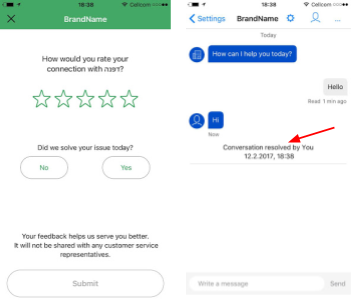 18:38
Cellcom
BrandName
How would you rate your
connection with דפנה?
Did we solve your issue today?
No
Yes
Your feedback helps us serve you better.
It will not be shared with any customer service
representatives.
Submit
18:38
Cellcom
Settings
BrandName
...
Today
How can I help you today?
Hello
Read 1 min ago
Hi
Now
Conversation resolved by You
12.2.2017, 18:38
Write a message
Send